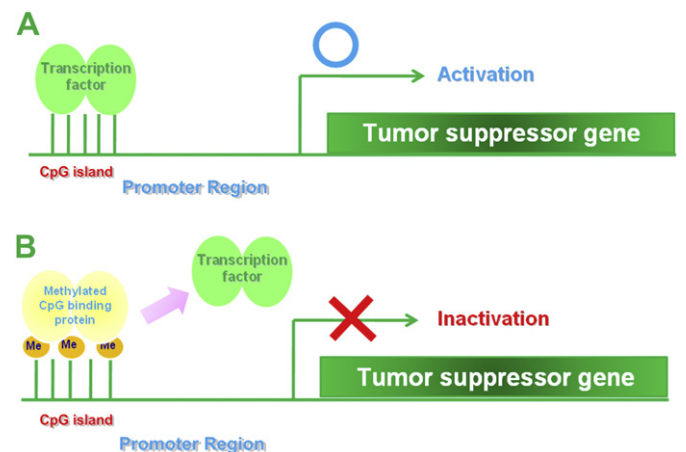 A
Transcription
factor
Activation
Tumor suppressor gene
CpG island
Promoter Region
B
Methylated
CpG binding
protein
Transcription
factor
Me
Me
Me
Inactivation
Tumor suppressor gene
CpG island
Promoter Region